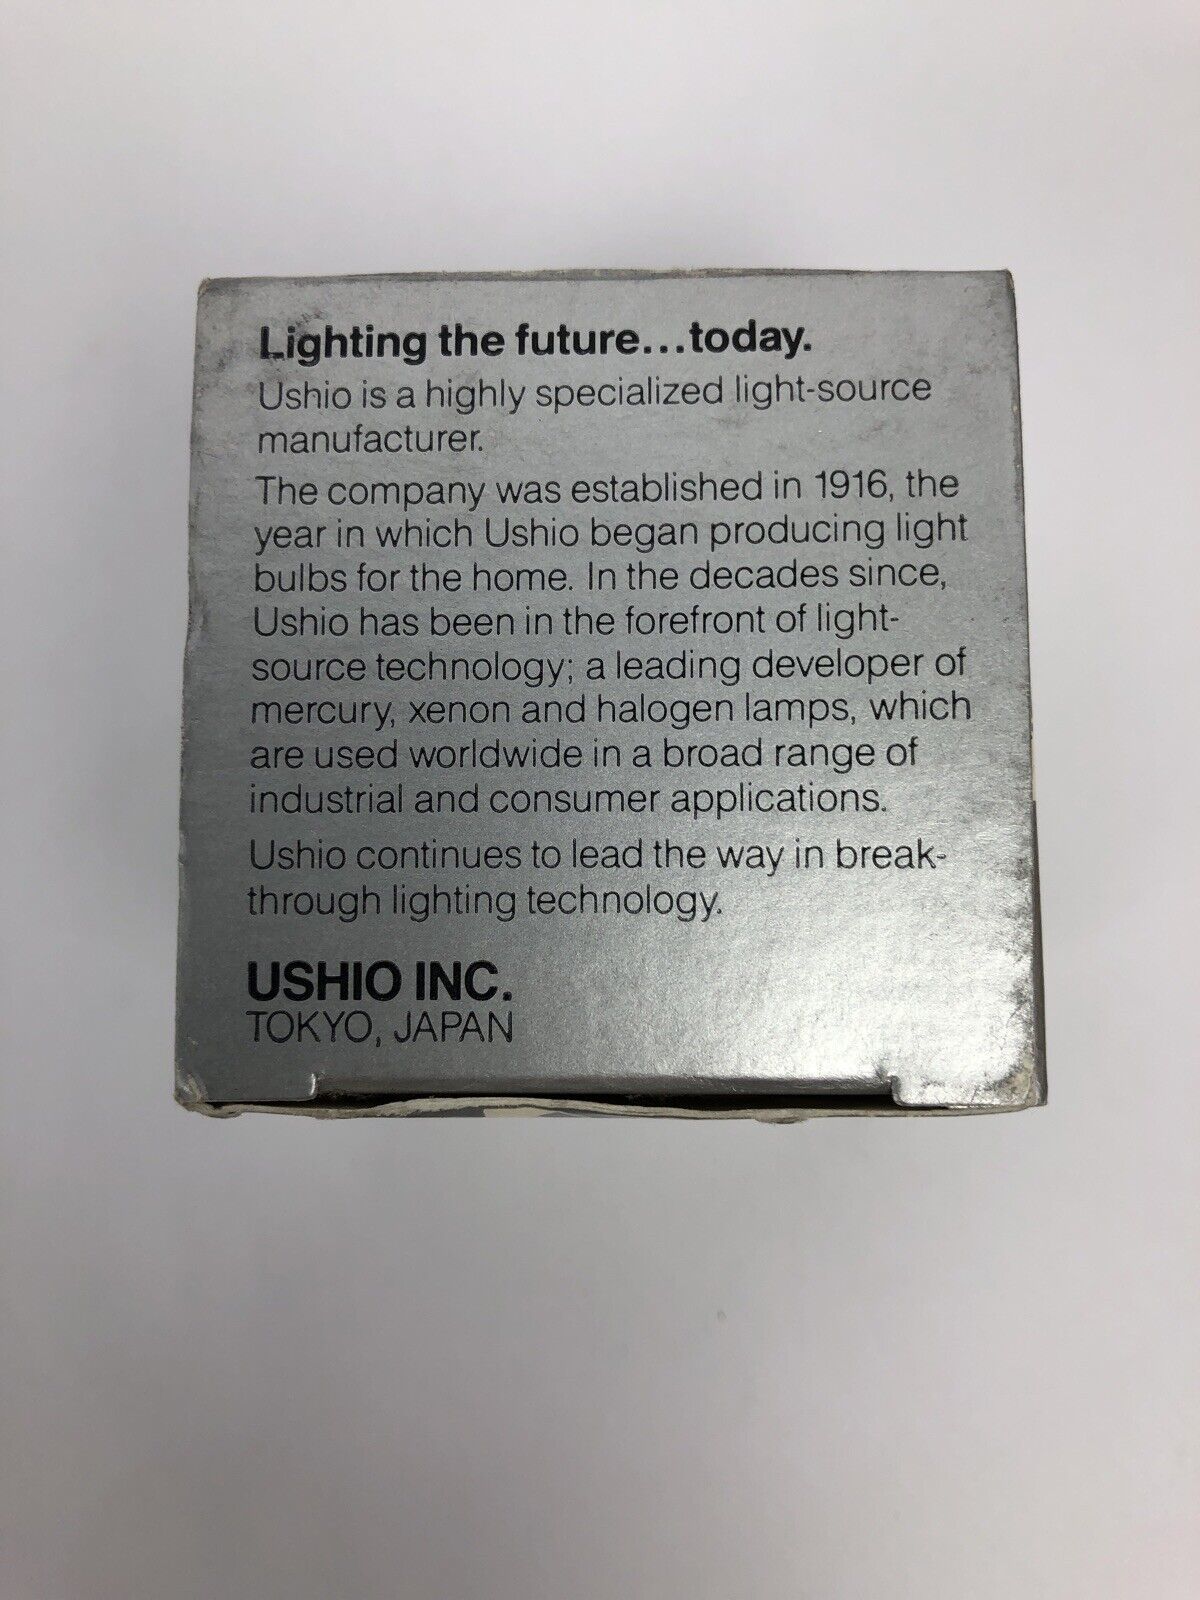 Lighting the future...today.
Ushio is a highly specialized light-source
manufacturer.
The company was established in 1916, the
year in which Ushio began producing light
bulbs for the home. In the decades since,
Ushio has been in the forefront of light-
source technology; a leading developer of
mercury, xenon and halogen lamps, which
are used worldwide in a broad range of
industrial and consumer applications.
Ushio continues to lead the way in break-
through lighting technology.
USHIO INC.
TOKYO, JAPAN